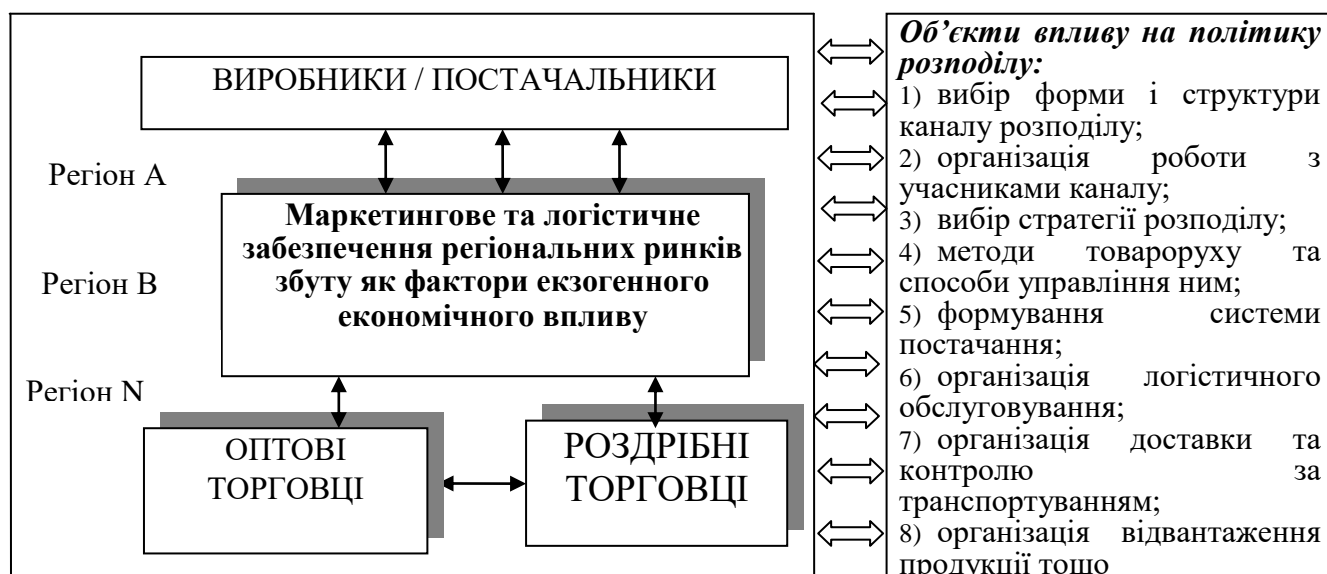 ВИРОБНИКИ / ПОСТАЧАЛЬНИКИ
Регіон А
Маркетингове та логістичне
забезпечення регіональних ринків
збуту як фактори екзогенного
економічного впливу
Регіон В
Регіон N
ОПТОВІ
ТОРГОВЦІ
РОЗДРІБНІ
ТОРГОВЦІ
Об’єкти впливу на політику
розподілу:
1) вибір форми і структури
каналу розподілу;
2) організація роботи з
учасниками каналу;
3) вибір стратегії розподілу;
4) методи товароруху та
способи управління ним;
5) формування системи
постачання;
6) організація логістичного
обслуговування;
7) організація доставки та
контролю за
транспортуванням;
8) організація відвантаження
продукції тощо